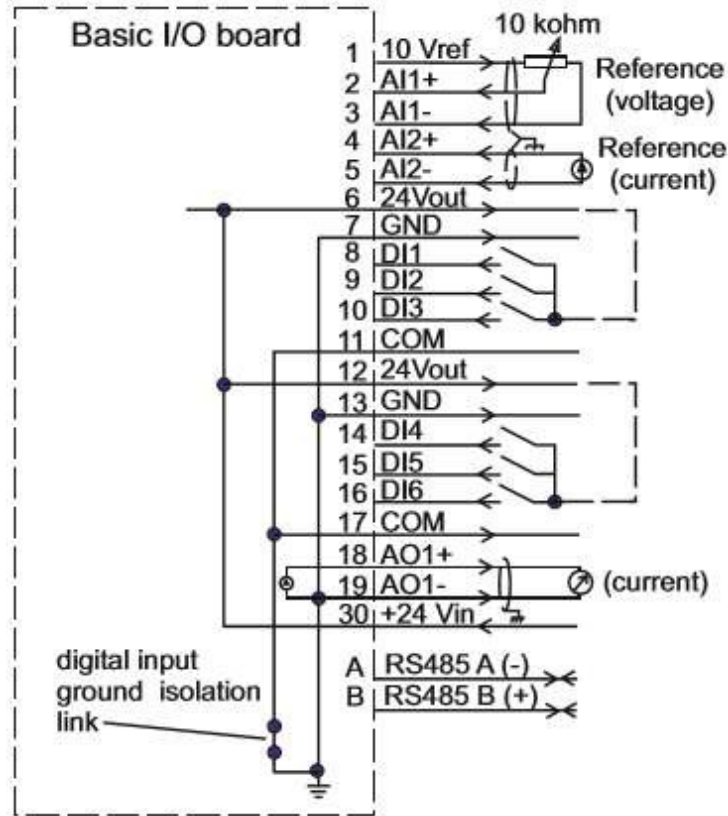 Basic I/O board
10 kohm
1 10 Vref
Reference
(voltage)
2 AI1+
3 AI1-
4 AI2+
Reference
(current)
5 AI2-
6 24Vout
7 GND
8 DI1
9 DI2
10 DI3
11 COM
12 24Vout
13 GND
14 DI4
15 DI5
16 DI6
17 COM
18 AO1+
19 AO1-
(current)
30 +24 Vin
digital input
ground isolation
link
A RS485 A (-)
B RS485 B (+)